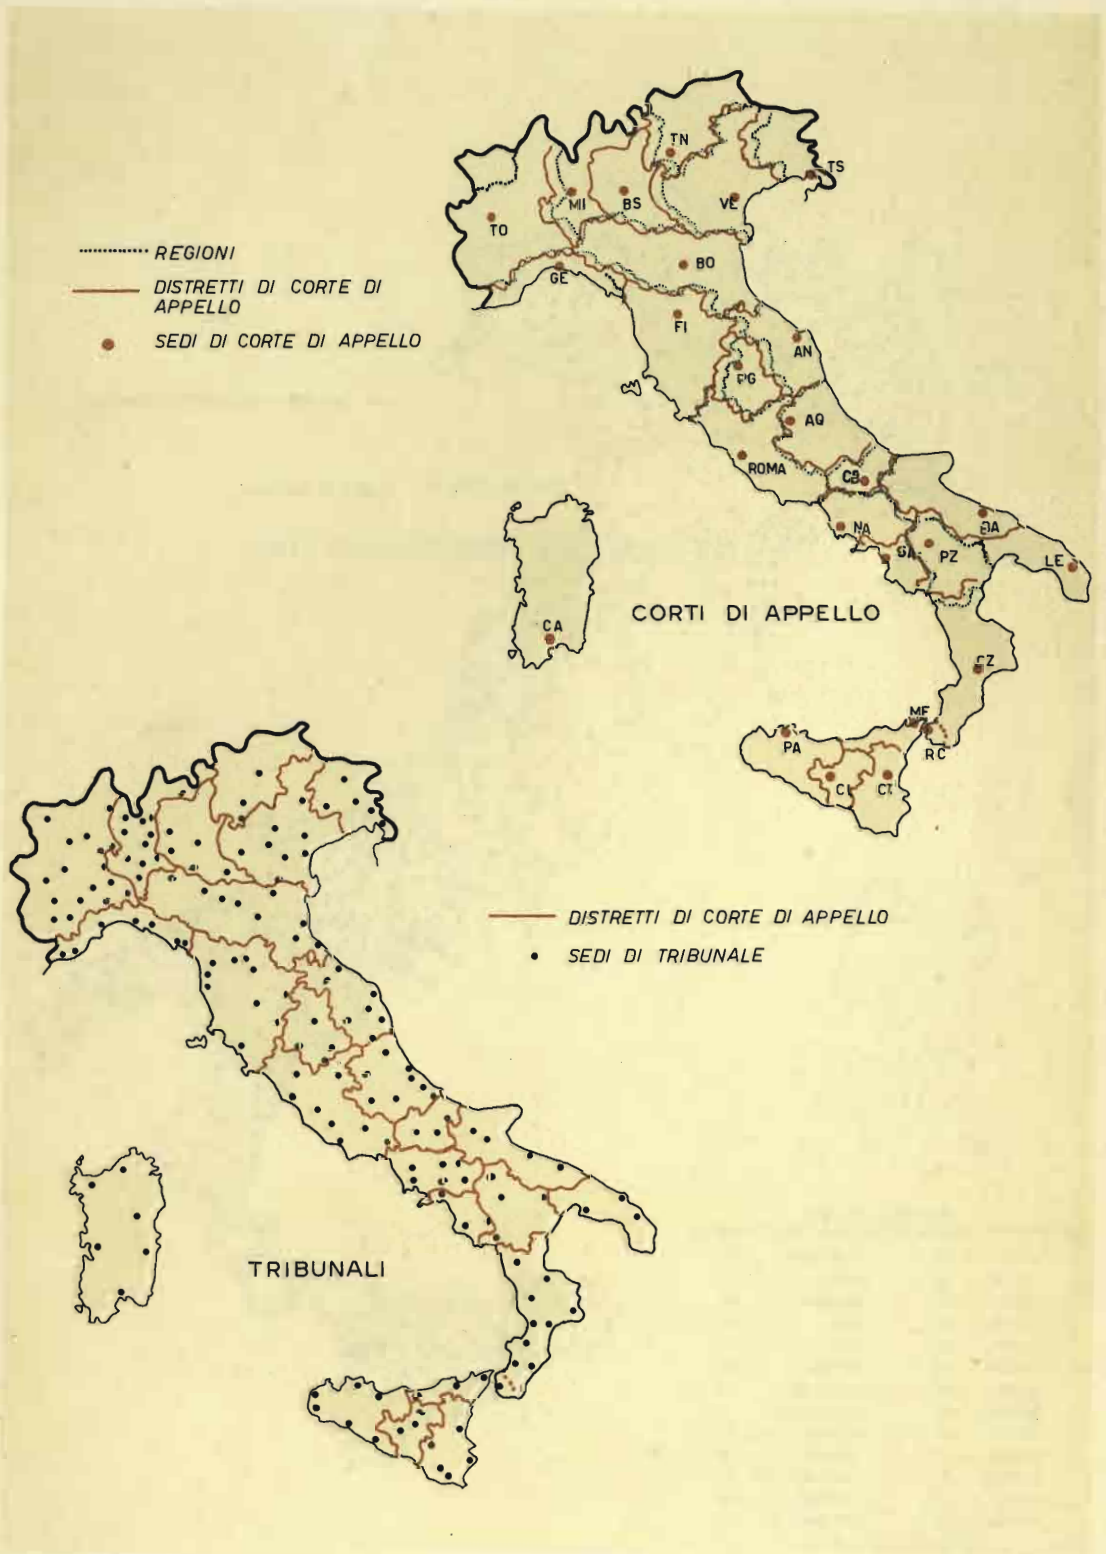 TN
TS
MI
BS
VE
TO
REGIONI
BO
GE
DISTRETTI DI CORTE DI
APPELLO
FI
SEDI DI CORTE DI APPELLO
AN
PG
AQ
ROMA
CB
NA
BA
SA
PZ
LE
CORTI DI APPELLO
CA
CZ
ME
PA
RC
CL
CT
DISTRETTI DI CORTE DI APPELLO
SEDI DI TRIBUNALE
TRIBUNALI